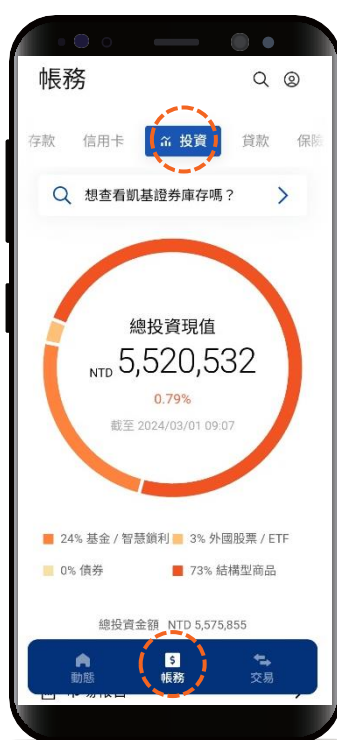 帳務
存款 信用卡 投資 貸款 保險
想查看凱基證券庫存嗎？
總投資現值
NTD 5,520,532
0.79%
截至 2024/03/01 09:07
24% 基金 / 智慧鎖利 3% 外國股票 / ETF
0% 債券 73% 結構型商品
總投資金額 NTD 5,575,855
動態 帳務 交易